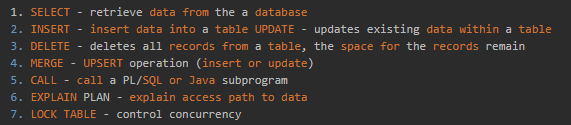 1. SELECT - retrieve data from the a database
2. INSERT - insert data into a table UPDATE - updates existing data within a table
3. DELETE - deletes all records from a table, the space for the records remain
4. MERGE - UPSERT operation (insert or update)
5. CALL - call a PL/SQL or Java subprogram
6. EXPLAIN PLAN - explain access path to data
7. LOCK TABLE - control concurrency